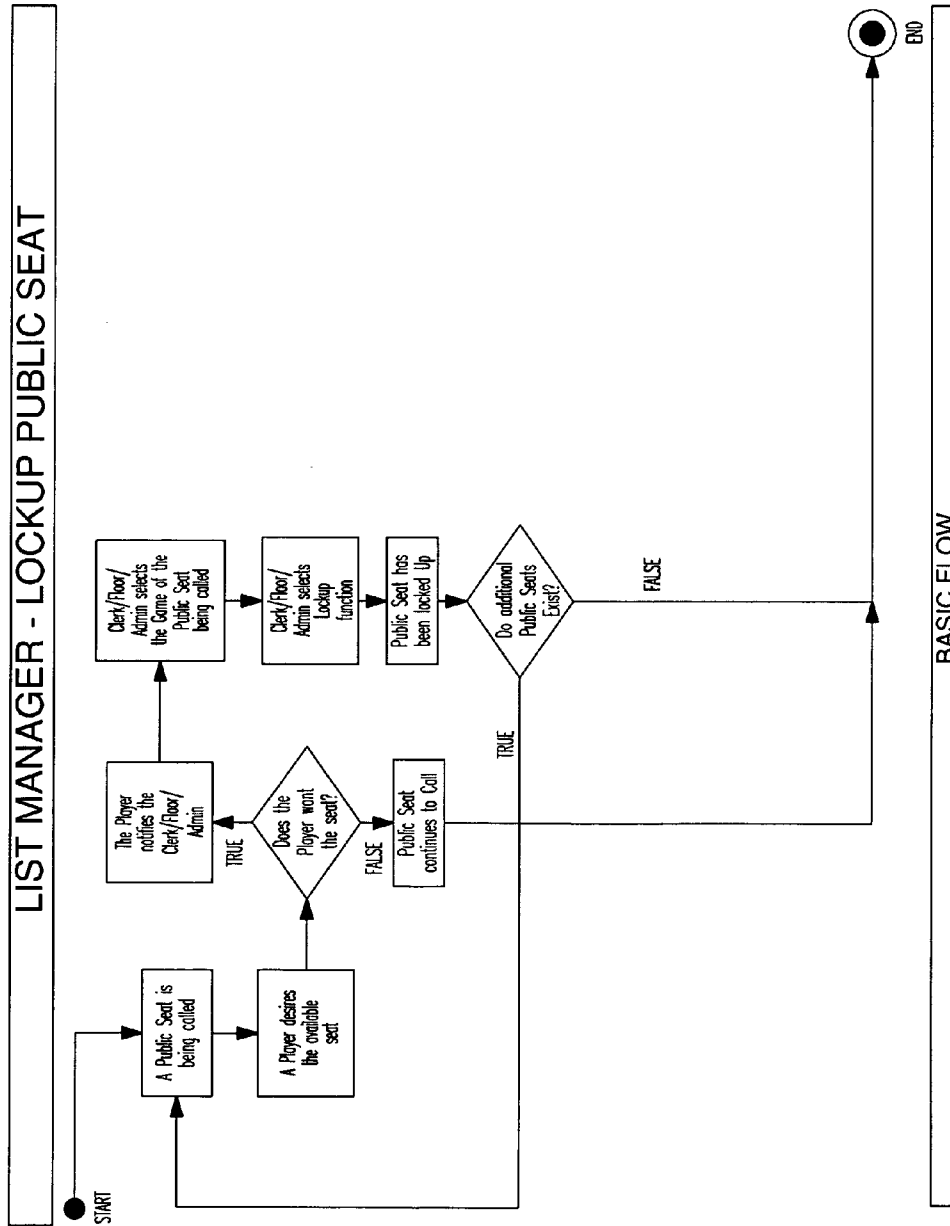 LIST MANAGER - LOCKUP PUBLIC SEAT
START
A Public Seat is
being called
A Player desires
the available
seat
Does the
Player want
the seat?
TRUE
The Player
notifies the
Clerk/Floor/
Admin
FALSE
Public Seat
continues to Call
Clerk/Floor/
Admin selects
the Game of the
Public Seat
being called
Clerk/Floor/
Admin selects
Lockup
function
Public Seat has
been locked Up
Do additional
Public Seats
Exist?
TRUE
FALSE
END
BASIC FLOW